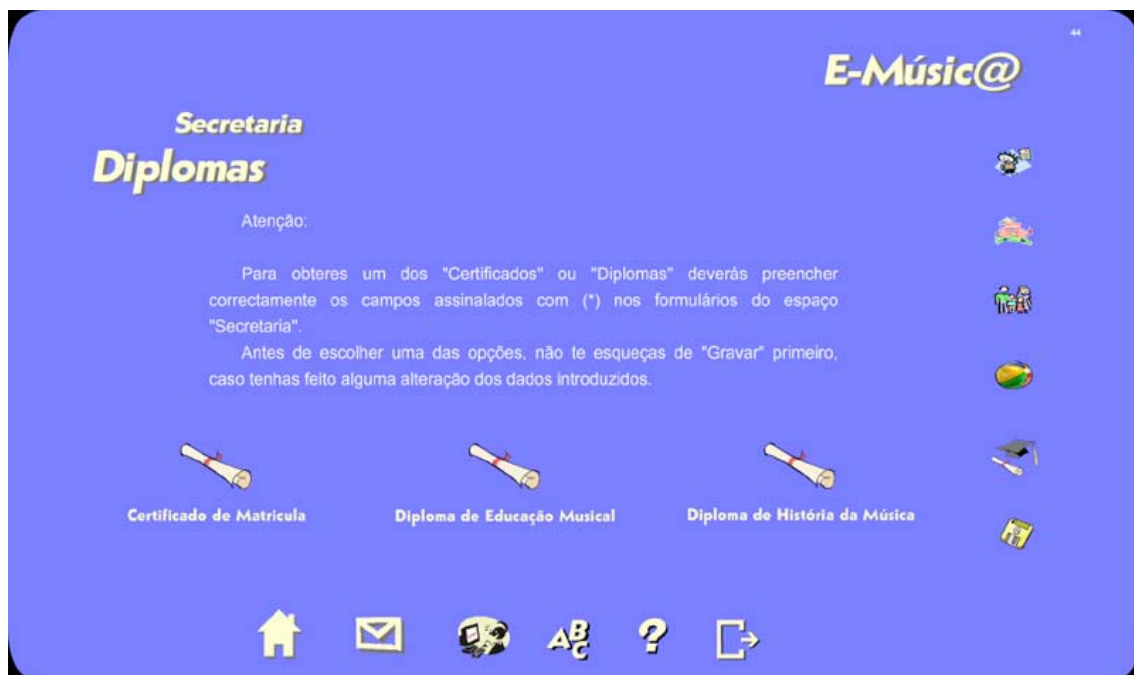 44
E-Músic@
Secretaria
Diplomas
Atenção:
Para obteres um dos "Certificados" ou "Diplomas" deverás preencher
correctamente os campos assinalados com (*) nos formulários do espaço
"Secretaria".
Antes de escolher uma das opções, não te esqueças de "Gravar" primeiro,
caso tenhas feito alguma alteração dos dados introduzidos.
Certificado de Matricula
Diploma de Educação Musical
Diploma de História da Música
ABC
?